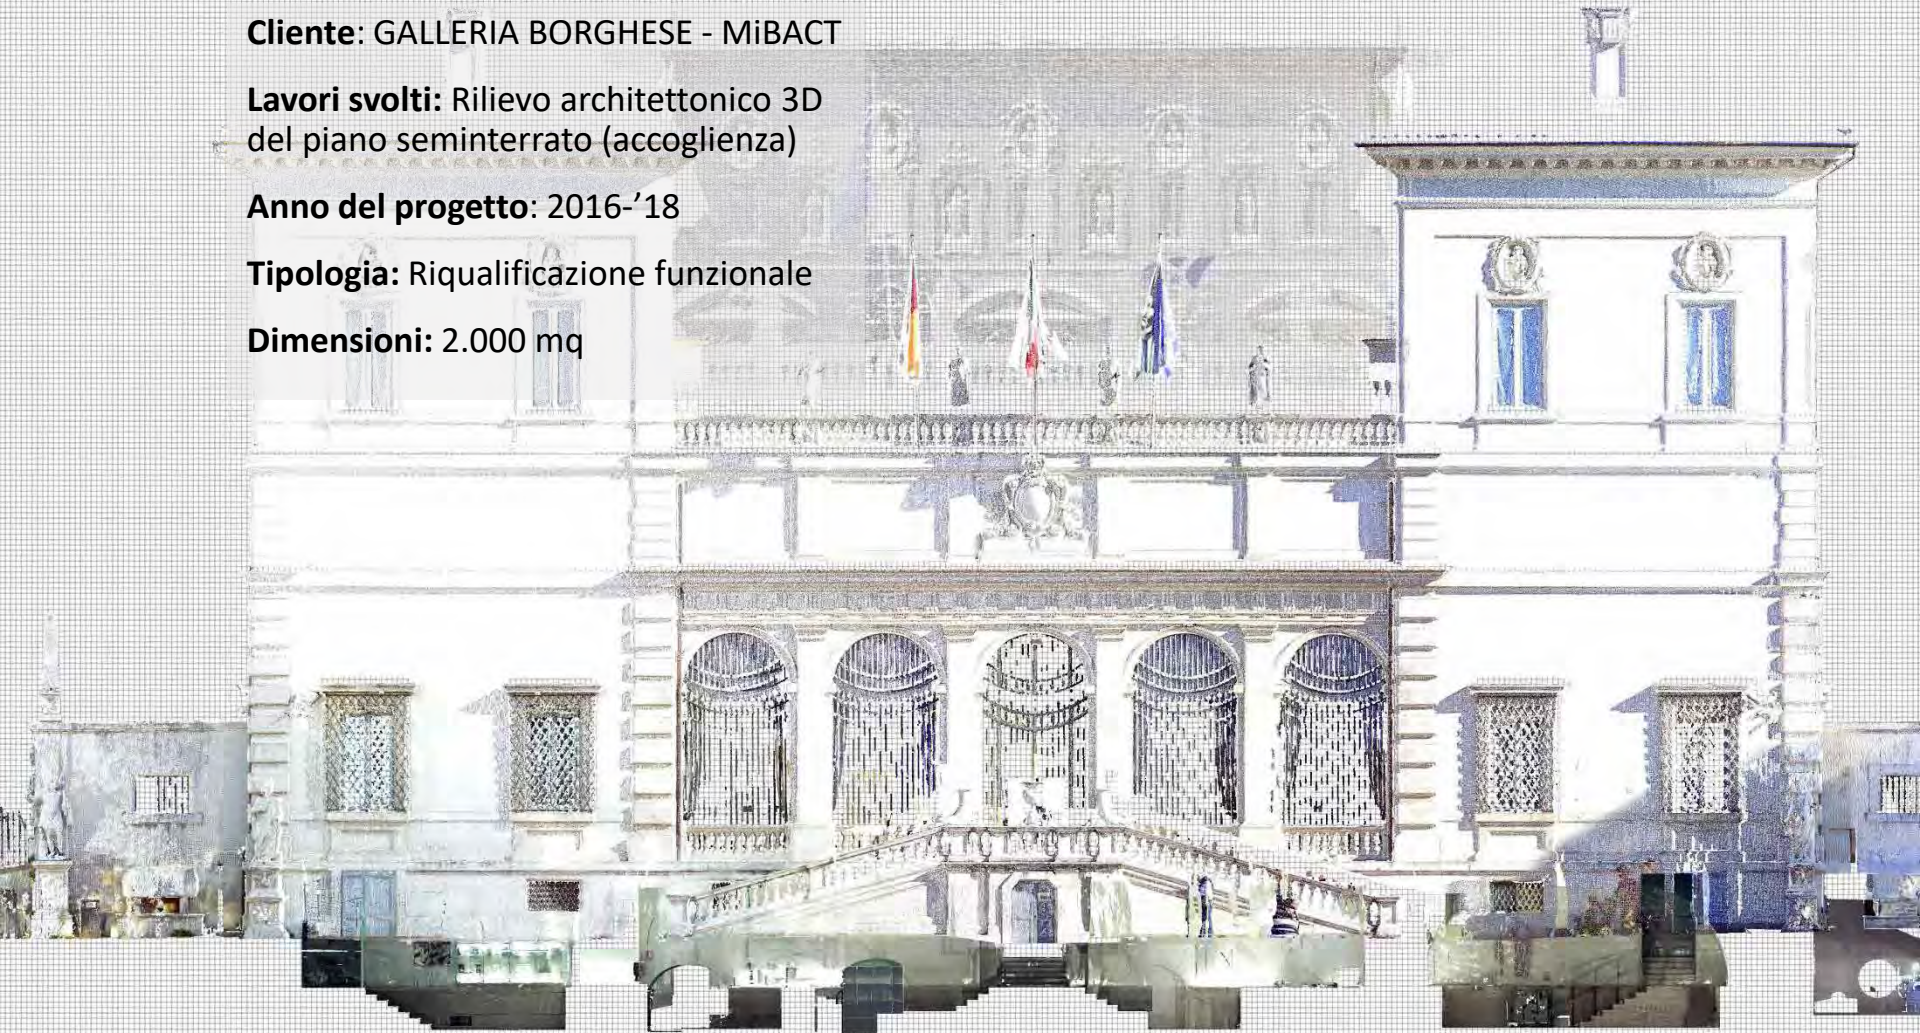 Cliente: GALLERIA BORGHESE - MiBACT
Lavori svolti: Rilievo architettonico 3D
del piano seminterrato (accoglienza)
Anno del progetto: 2016-’18
Tipologia: Riqualificazione funzionale
Dimensioni: 2.000 mq